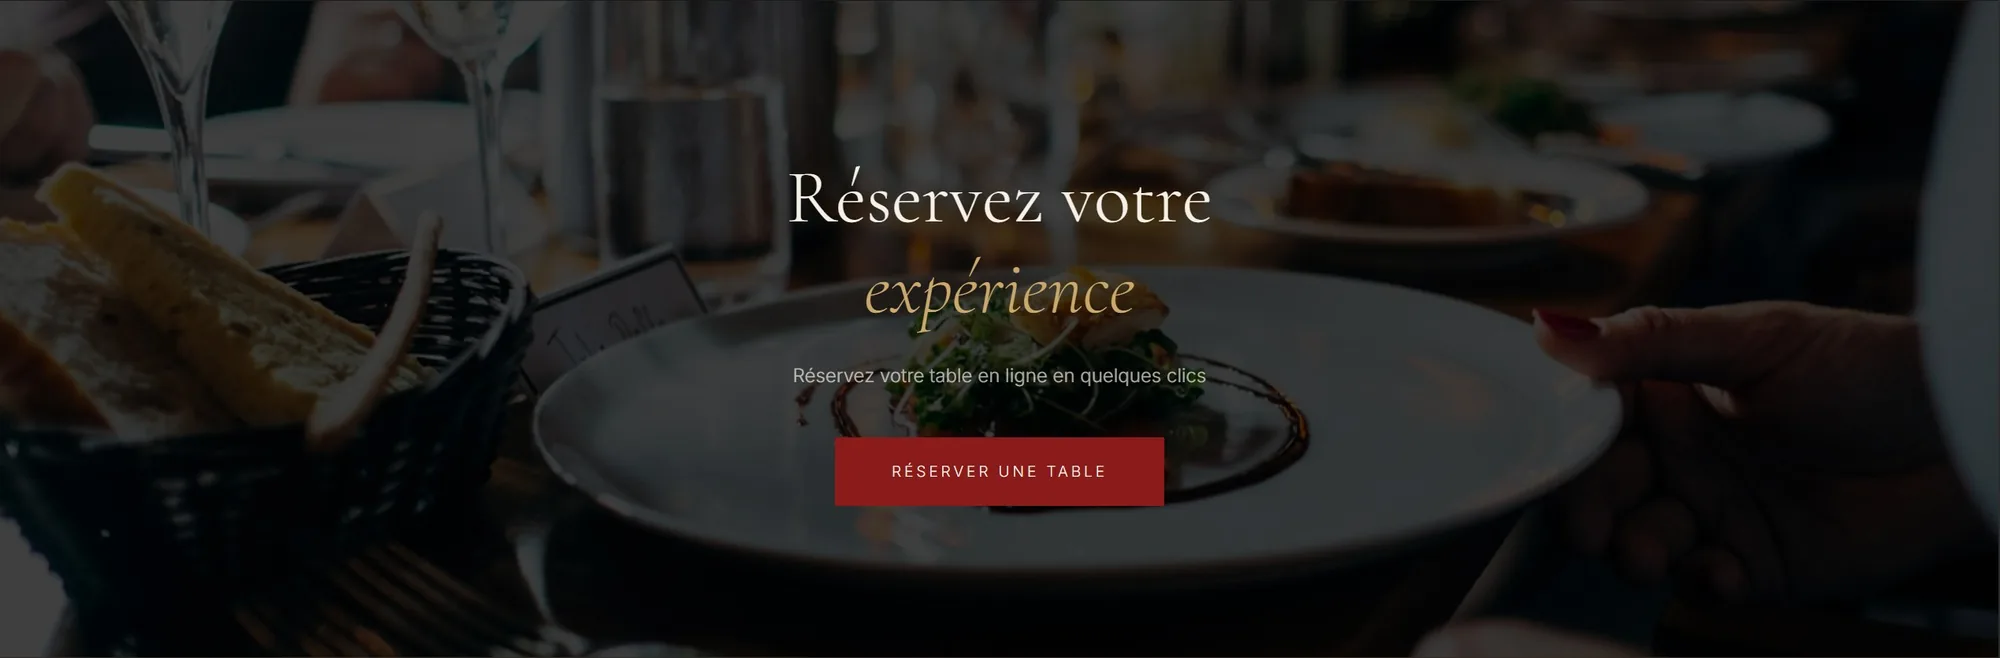 Réservez votre
expérience
Réservez votre table en ligne en quelques clics
RÉSERVER UNE TABLE